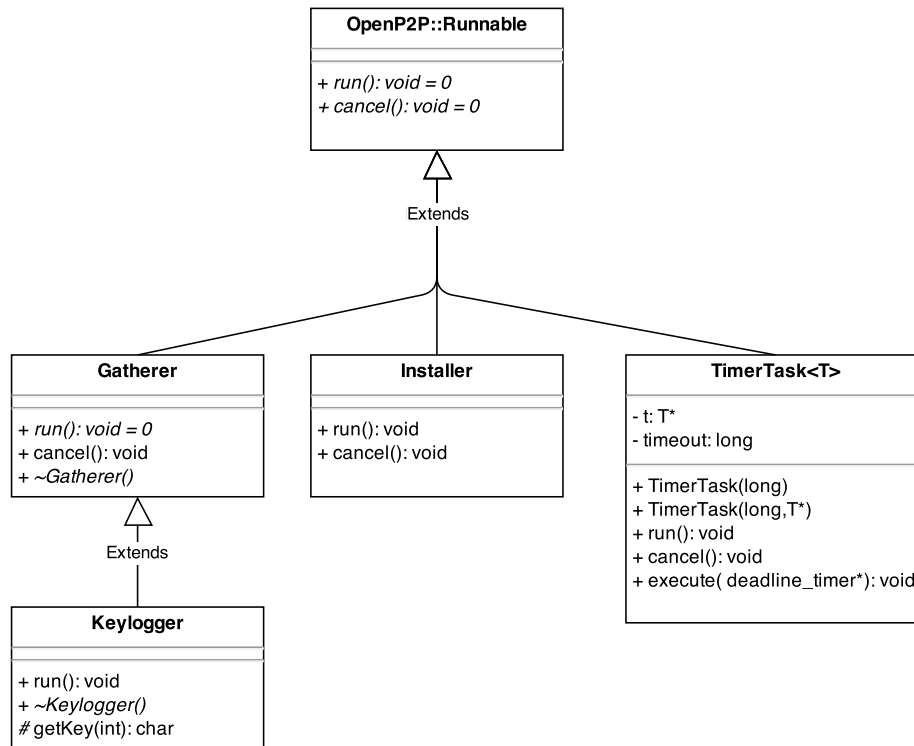 OpenP2P::Runnable
+ run(): void = 0
+ cancel(): void = 0
Extends
Gatherer
+ run(): void = 0
+ cancel(): void
+ ~Gatherer()
Installer
+ run(): void
+ cancel(): void
TimerTask<T>
- t: T*
- timeout: long
+ TimerTask(long)
+ TimerTask(long,T*)
+ run(): void
+ cancel(): void
+ execute( deadline_timer*): void
Extends
Keylogger
+ run(): void
+ ~Keylogger()
# getKey(int): char